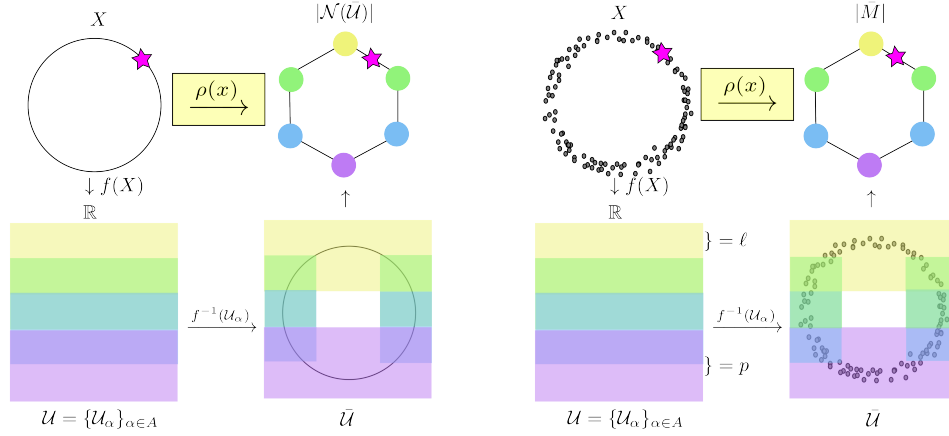 X
|𝒩(𝒰̄)|
ρ(x)
→
↓ f(X)
ℝ
↑
f⁻¹(𝒰_α)
𝒰 = {𝒰_α}_{α∈A}
𝒰̄
X
|M̄|
ρ(x)
→
↓ f(X)
ℝ
↑
} = ℓ
f⁻¹(𝒰_α)
} = p
𝒰 = {𝒰_α}_{α∈A}
𝒰̄